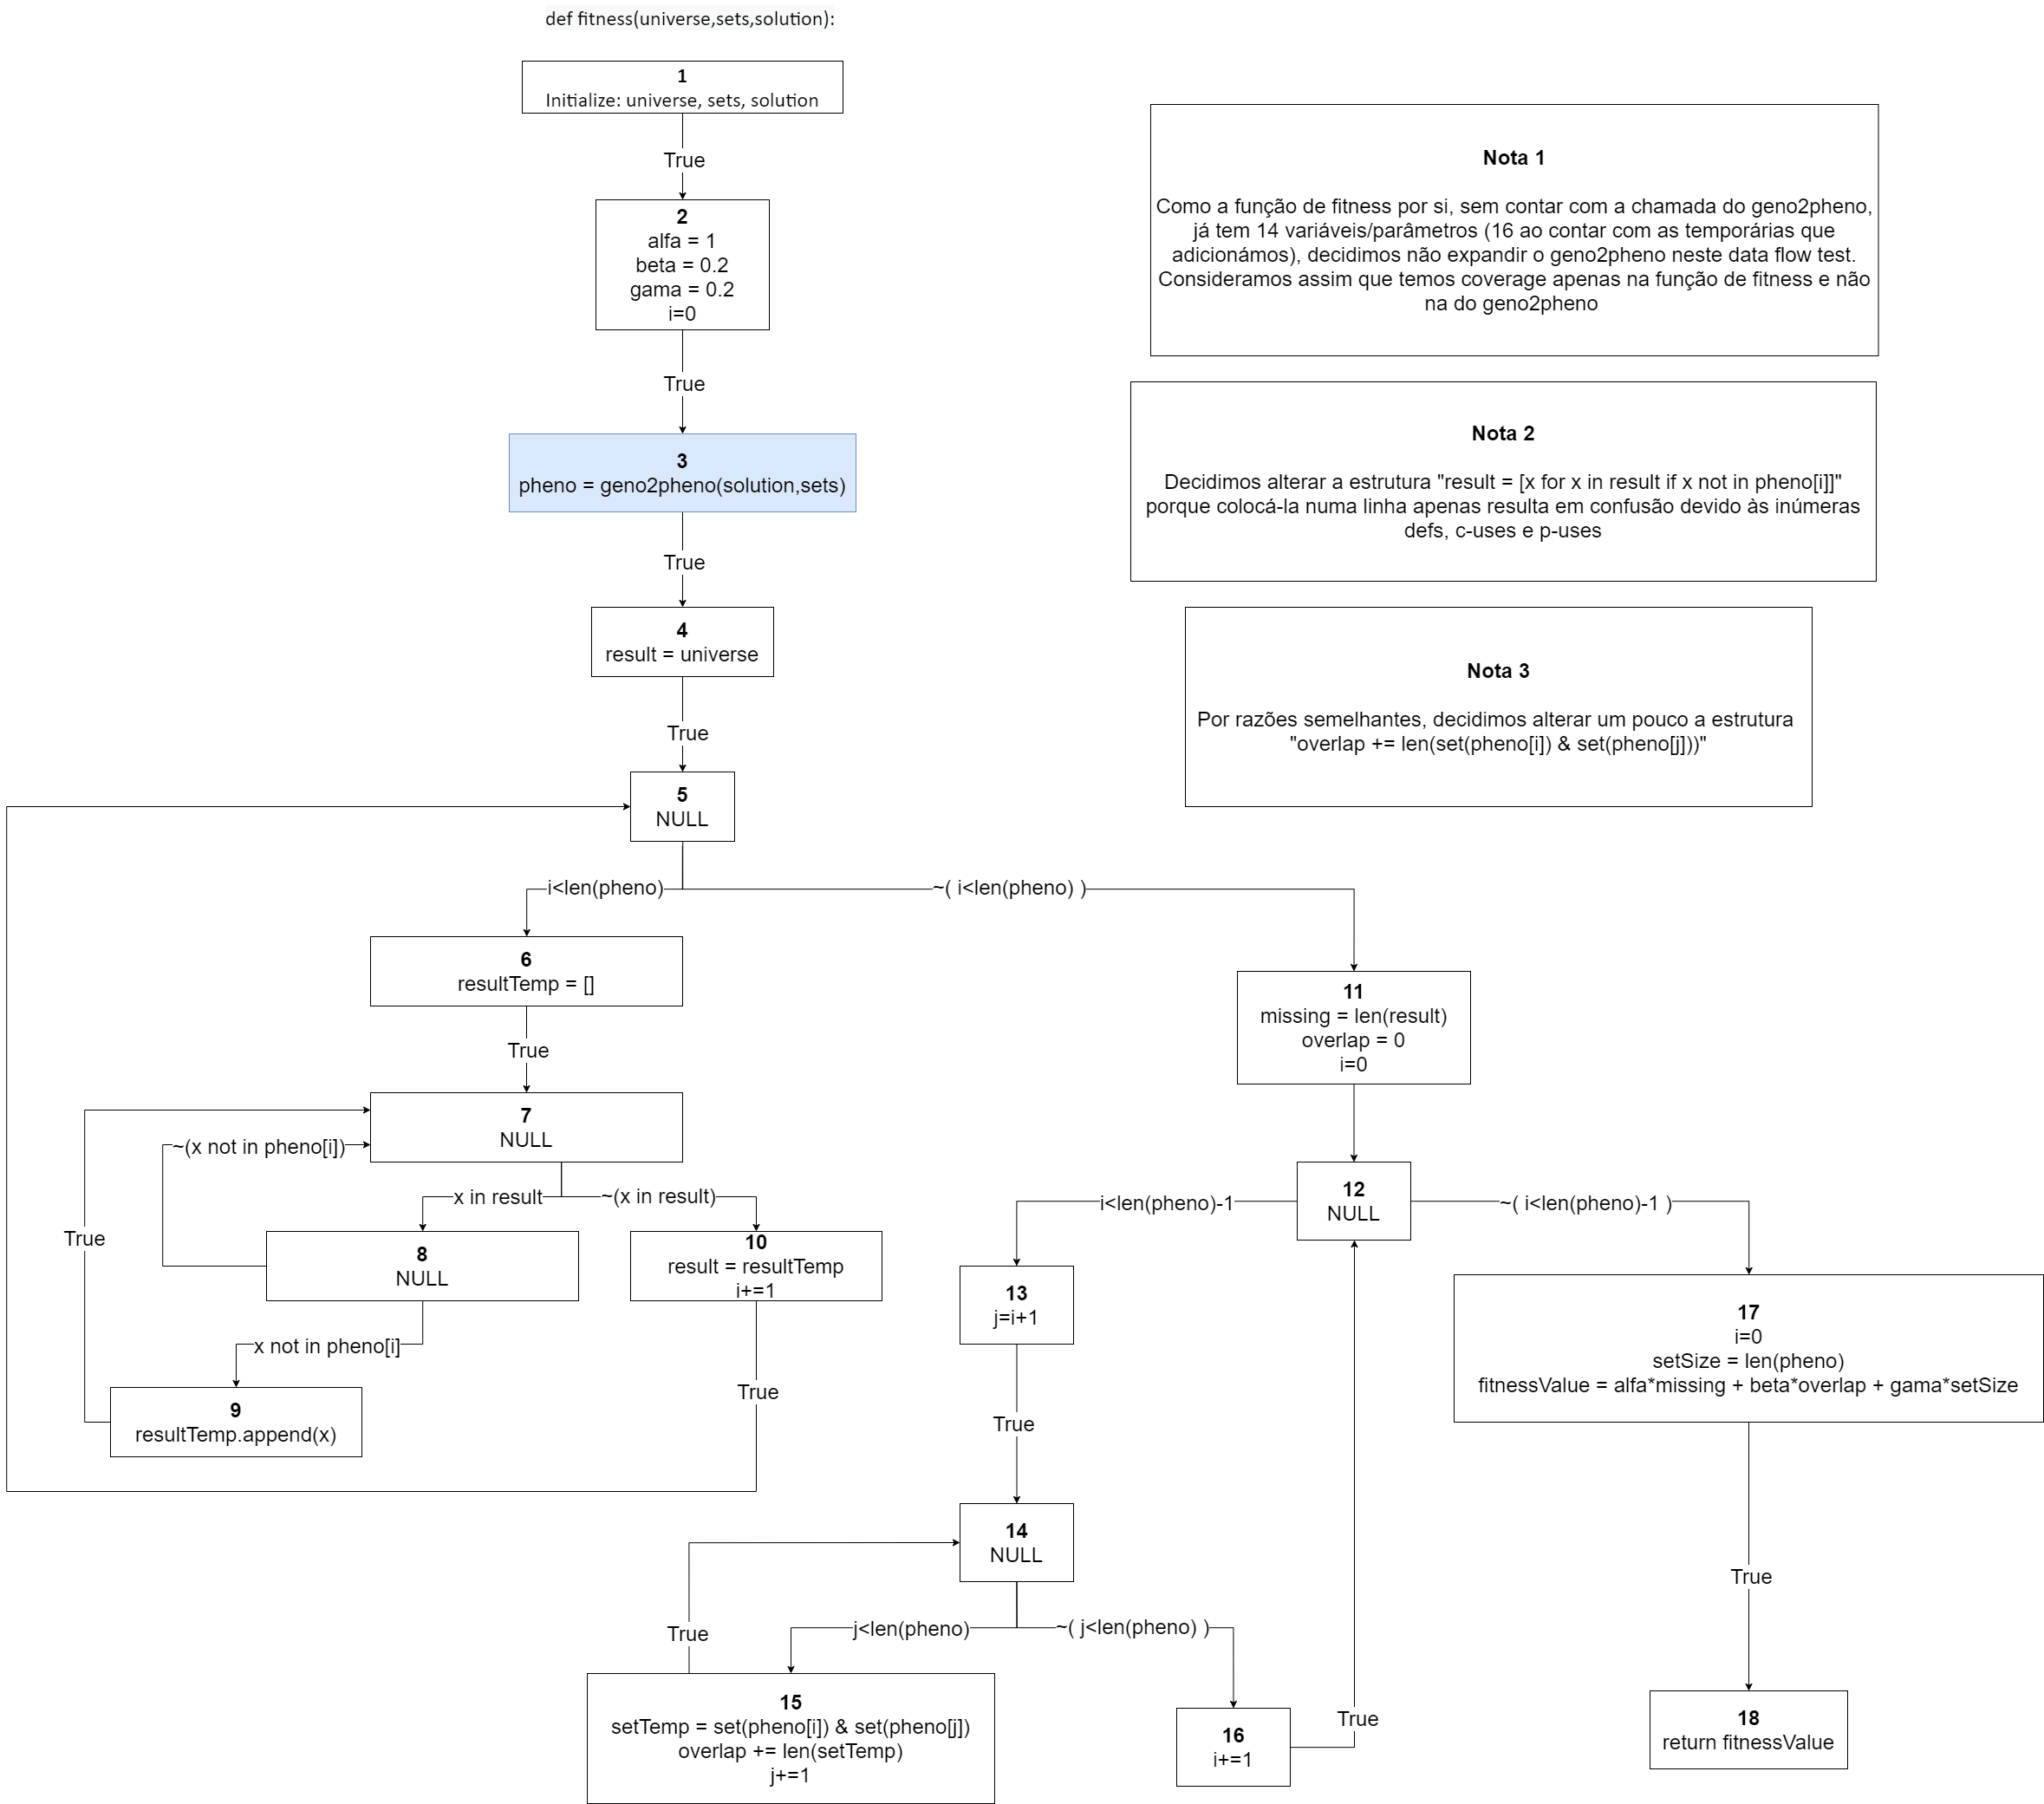 def fitness(universe,sets,solution):
1
Initialize: universe, sets, solution
True
2
alfa = 1
beta = 0.2
gama = 0.2
i=0
True
3
pheno = geno2pheno(solution,sets)
True
4
result = universe
True
5
NULL
i<len(pheno)
~( i<len(pheno) )
6
resultTemp = []
True
7
NULL
~(x not in pheno[i])
x in result
~(x in result)
True
8
NULL
10
result = resultTemp
i+=1
x not in pheno[i]
True
9
resultTemp.append(x)
11
missing = len(result)
overlap = 0
i=0
12
NULL
i<len(pheno)-1
~( i<len(pheno)-1 )
13
j=i+1
True
14
NULL
j<len(pheno)
~( j<len(pheno) )
True
15
setTemp = set(pheno[i]) & set(pheno[j])
overlap += len(setTemp)
j+=1
16
i+=1
True
17
i=0
setSize = len(pheno)
fitnessValue = alfa*missing + beta*overlap + gama*setSize
True
18
return fitnessValue
Nota 1
Como a função de fitness por si, sem contar com a chamada do geno2pheno,
já tem 14 variáveis/parâmetros (16 ao contar com as temporárias que
adicionámos), decidimos não expandir o geno2pheno neste data flow test.
Consideramos assim que temos coverage apenas na função de fitness e não
na do geno2pheno
Nota 2
Decidimos alterar a estrutura "result = [x for x in result if x not in pheno[i]]"
porque colocá-la numa linha apenas resulta em confusão devido às inúmeras
defs, c-uses e p-uses
Nota 3
Por razões semelhantes, decidimos alterar um pouco a estrutura
"overlap += len(set(pheno[i]) & set(pheno[j]))"